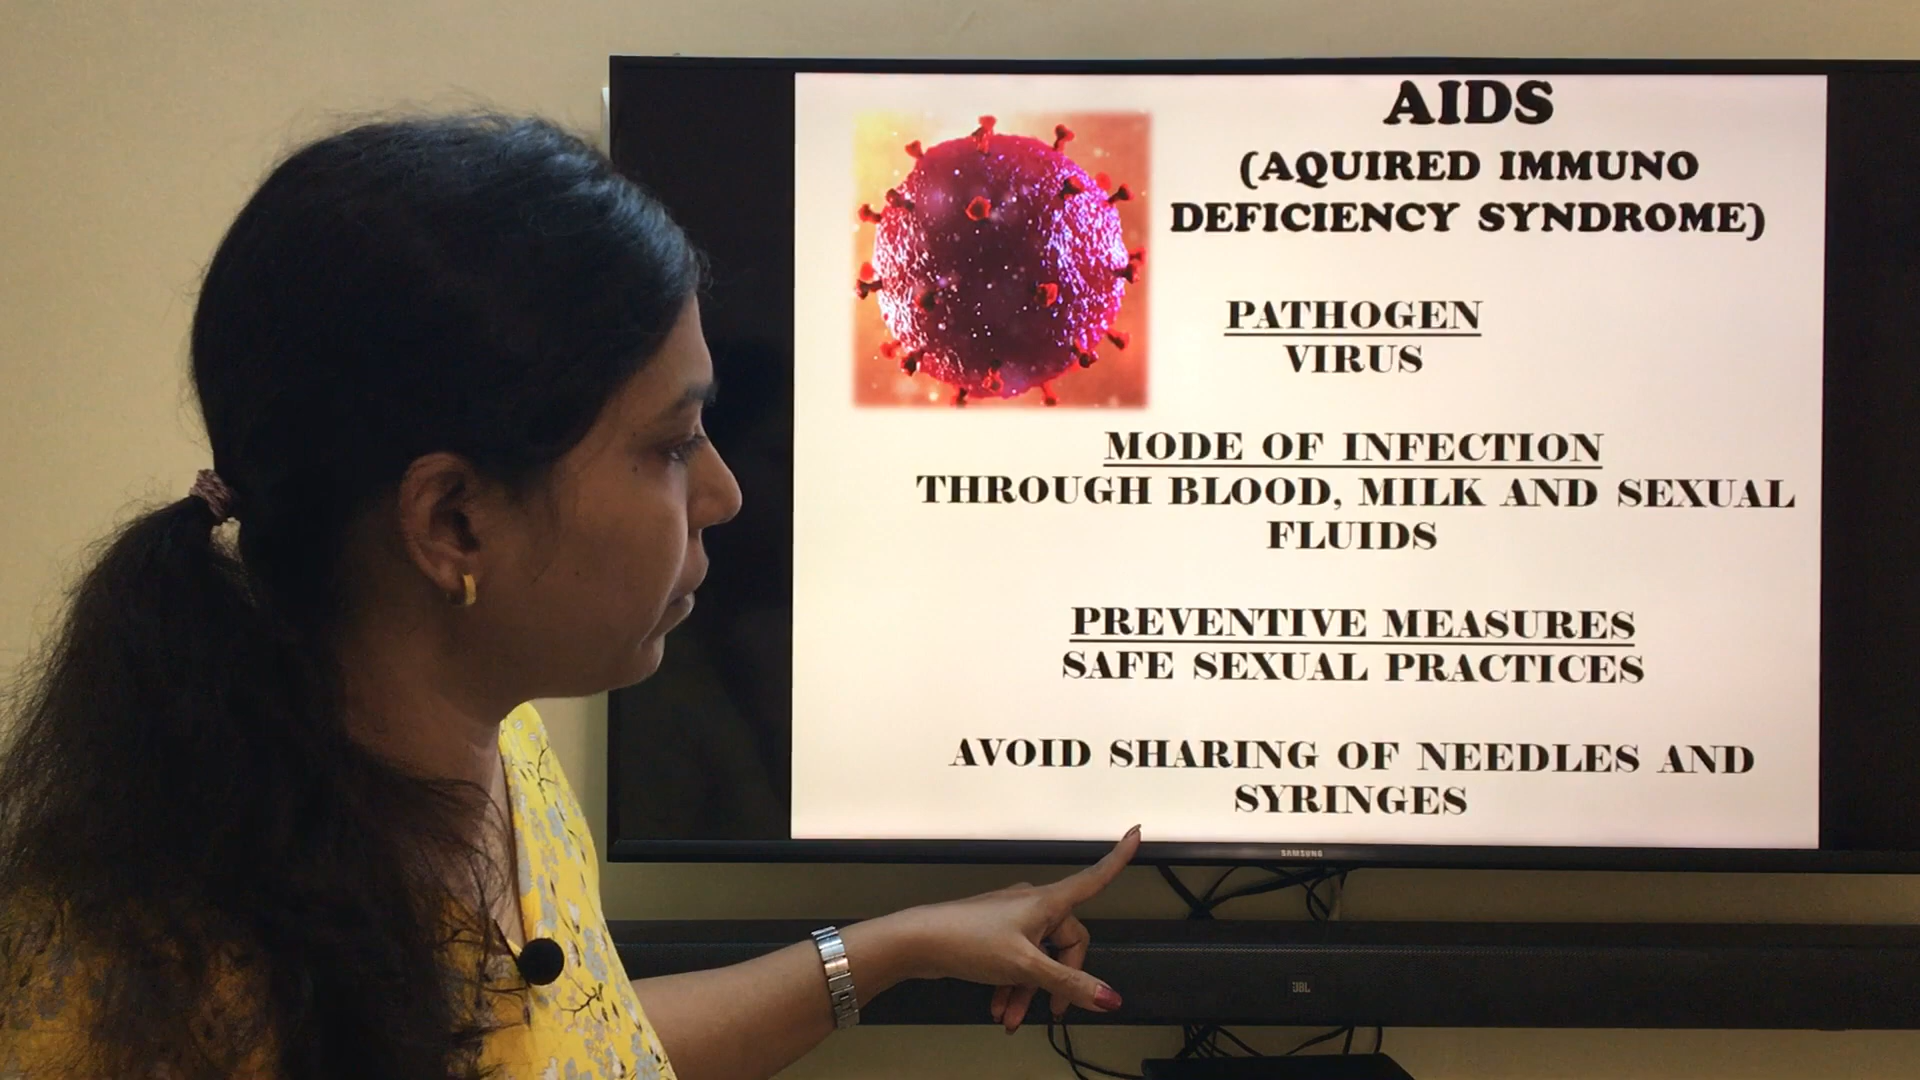 AIDS
(AQUIRED IMMUNO
DEFICIENCY SYNDROME)
PATHOGEN
VIRUS
MODE OF INFECTION
THROUGH BLOOD, MILK AND SEXUAL
FLUIDS
PREVENTIVE MEASURES
SAFE SEXUAL PRACTICES
AVOID SHARING OF NEEDLES AND
SYRINGES
SAMSUNG
JBL